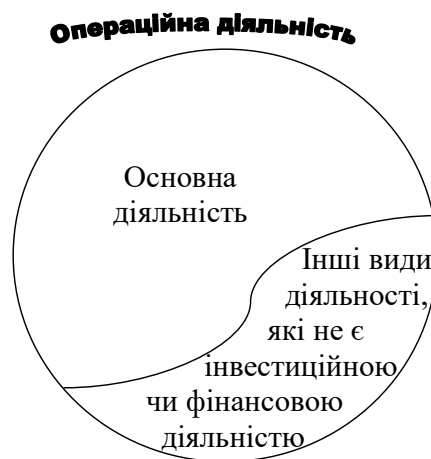 Операційна діяльність
Основна
діяльність
Інші види
діяльності,
які не є
інвестиційною
чи фінансовою
діяльністю